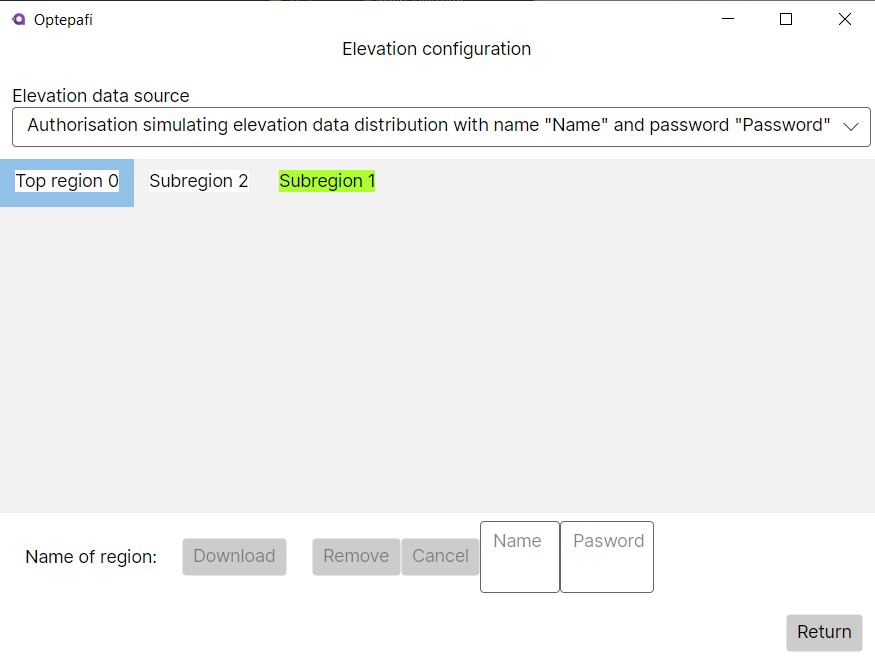 Optepafi
Elevation configuration
Elevation data source
Authorisation simulating elevation data distribution with name "Name" and password "Password"
Top region 0 Subregion 2 Subregion 1
Name of region: Download Remove Cancel Name Pasword
Return